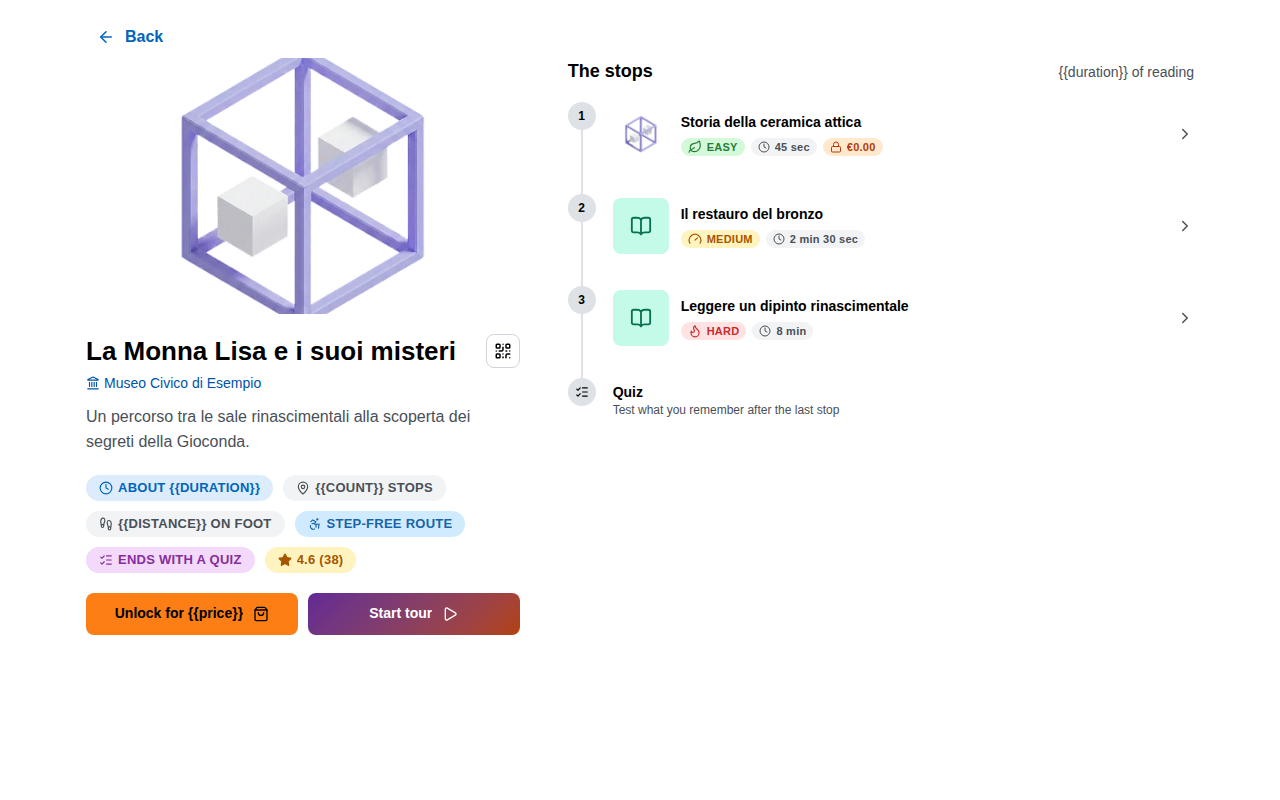 Back
La Monna Lisa e i suoi misteri
Museo Civico di Esempio
Un percorso tra le sale rinascimentali alla scoperta dei
segreti della Gioconda.
ABOUT {{DURATION}}
{{COUNT}} STOPS
{{DISTANCE}} ON FOOT
STEP-FREE ROUTE
ENDS WITH A QUIZ
4.6 (38)
Unlock for {{price}}
Start tour
The stops
{{duration}} of reading
1
Storia della ceramica attica
EASY
45 sec
€0.00
2
Il restauro del bronzo
MEDIUM
2 min 30 sec
3
Leggere un dipinto rinascimentale
HARD
8 min
Quiz
Test what you remember after the last stop